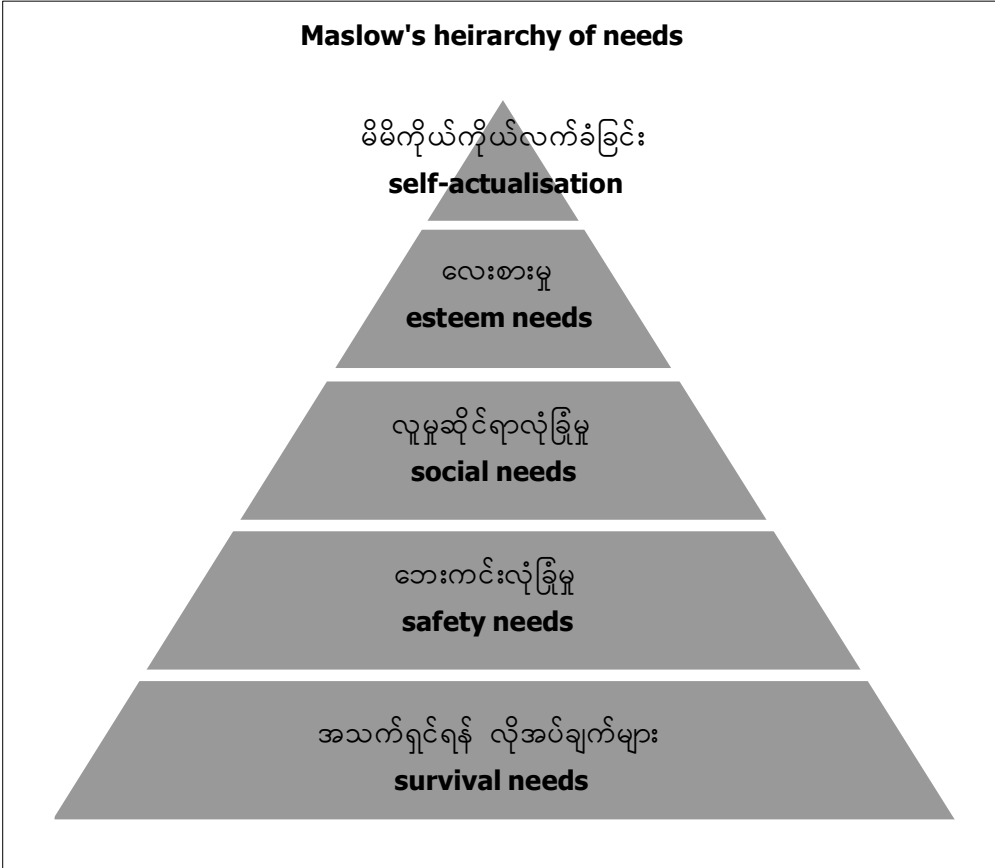 Maslow's heirarchy of needs
မိမိကိုယ်ကိုယ်လက်ခံခြင်း
self-actualisation
လေးစားမှု
esteem needs
လူမှုဆိုင်ရာလုံခြုံမှု
social needs
ဘေးကင်းလုံခြုံမှု
safety needs
အသက်ရှင်ရန် လိုအပ်ချက်များ
survival needs